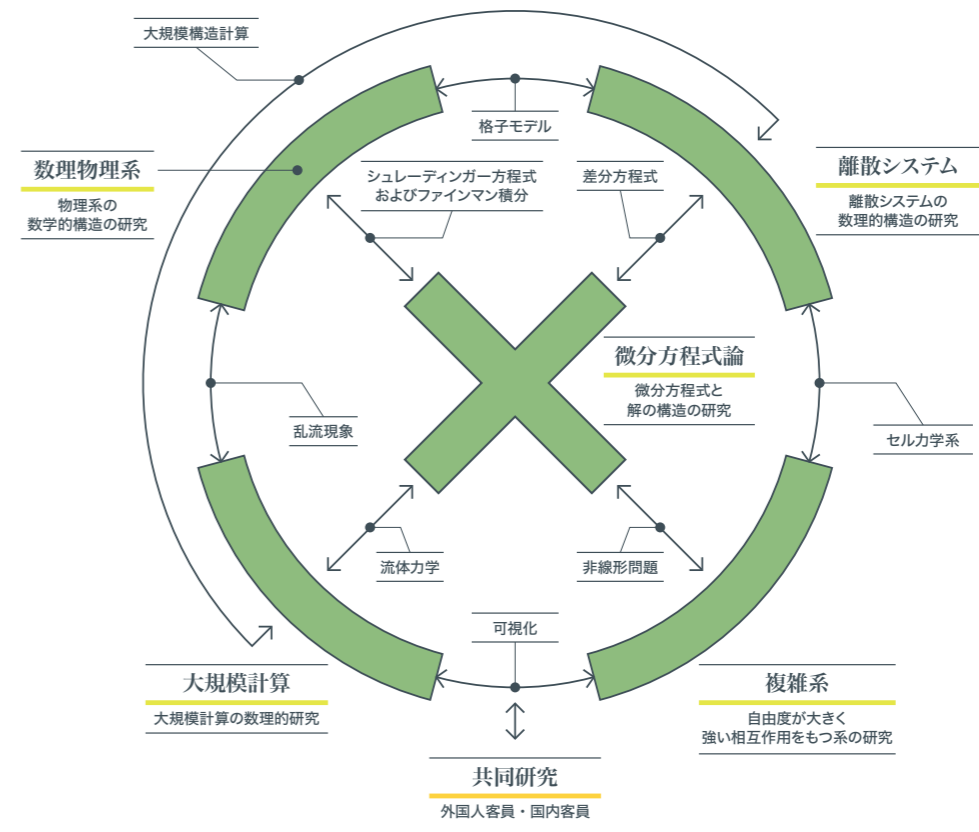 大規模構造計算
格子モデル
数理物理系
物理系の
数学的構造の研究
シュレーディンガー方程式
およびファインマン積分
差分方程式
離散システム
離散システムの
数理的構造の研究
微分方程式論
微分方程式と
解の構造の研究
乱流現象
セル力学系
流体力学
非線形問題
可視化
大規模計算
大規模計算の数理的研究
複雑系
自由度が大きく
強い相互作用をもつ系の研究
共同研究
外国人客員・国内客員